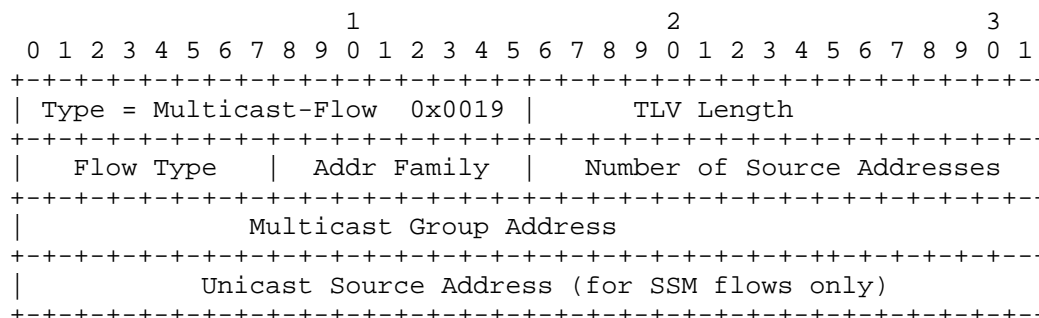 1                   2                   3
 0 1 2 3 4 5 6 7 8 9 0 1 2 3 4 5 6 7 8 9 0 1 2 3 4 5 6 7 8 9 0 1
+-+-+-+-+-+-+-+-+-+-+-+-+-+-+-+-+-+-+-+-+-+-+-+-+-+-+-+-+-+-+-+--
| Type = Multicast-Flow  0x0019 |      TLV Length
+-+-+-+-+-+-+-+-+-+-+-+-+-+-+-+-+-+-+-+-+-+-+-+-+-+-+-+-+-+-+-+--
|   Flow Type   |  Addr Family  |   Number of Source Addresses
+-+-+-+-+-+-+-+-+-+-+-+-+-+-+-+-+-+-+-+-+-+-+-+-+-+-+-+-+-+-+-+--
|              Multicast Group Address
+-+-+-+-+-+-+-+-+-+-+-+-+-+-+-+-+-+-+-+-+-+-+-+-+-++-+-+-+-+-+---
|           Unicast Source Address (for SSM flows only)
+-+-+-+-+-+-+-+-+-+-+-+-+-+-+-+-+-+-+-+-+-+-+-+-+-+-+-+-+-+-+-+--